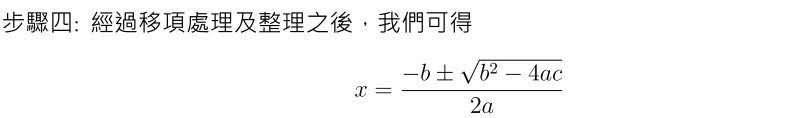 步驟四: 經過移項處理及整理之後，我們可得
x = \frac{-b \pm \sqrt{b^2 - 4ac}}{2a}